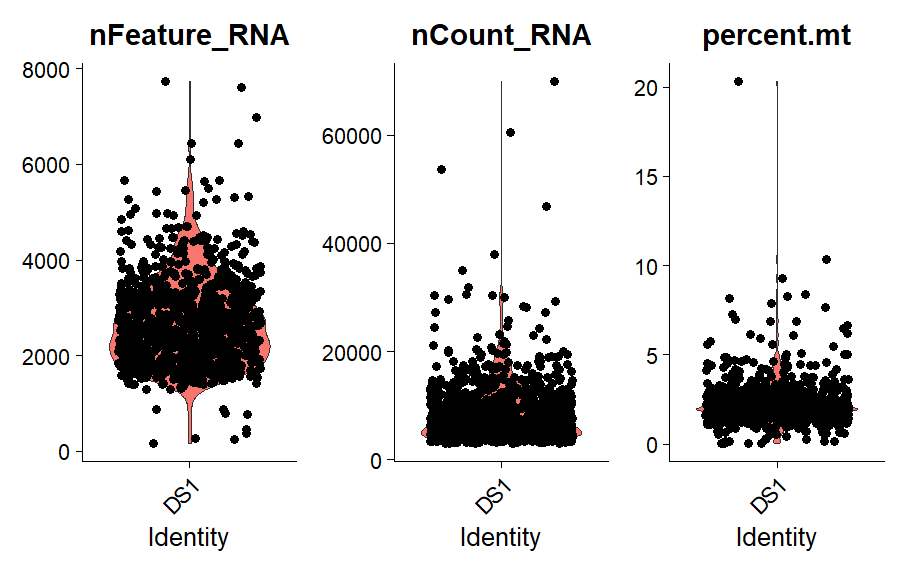 nFeature_RNA
8000
6000
4000
2000
0
DS1
Identity
nCount_RNA
60000
40000
20000
0
DS1
Identity
percent.mt
20
15
10
5
0
DS1
Identity